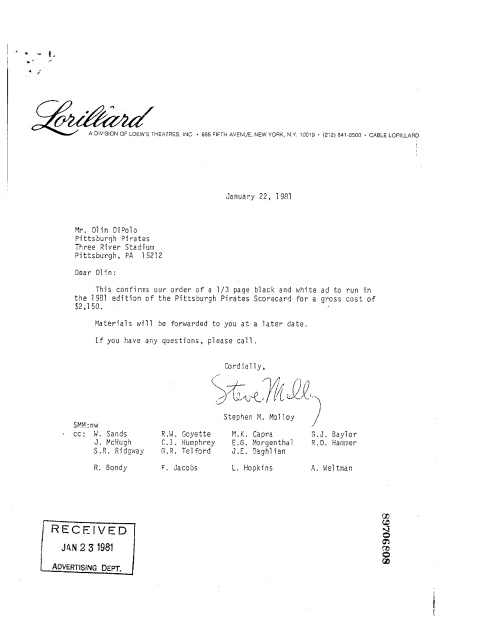 Lorillard
A DIVISION OF LOEW'S THEATRES, INC. • 666 FIFTH AVENUE, NEW YORK, N.Y. 10019 • (212) 841-8503 • CABLE LORILLARD
January 22, 1981
Mr. Olin DiPolo
Pittsburgh Pirates
Three River Stadium
Pittsburgh, PA 15212
Dear Olin:
This confirms our order of a 1/3 page black and white ad to run in
the 1981 edition of the Pittsburgh Pirates Scorecard for a gross cost of
$2,150.
Materials will be forwarded to you at a later date.
If you have any questions, please call.
Cordially,
Steve Molloy
Stephen M. Molloy
SMM:nw
cc: W. Sands R.W. Goyette M.K. Capra G.J. Baylor
J. McHugh C.I. Humphrey E.G. Morgenthal R.D. Hammer
S.R. Ridgway G.R. Telford J.E. Daghlian
R. Bondy F. Jacobs L. Hopkins A. Weltman
RECEIVED
JAN 23 1981
ADVERTISING DEPT.
89706808